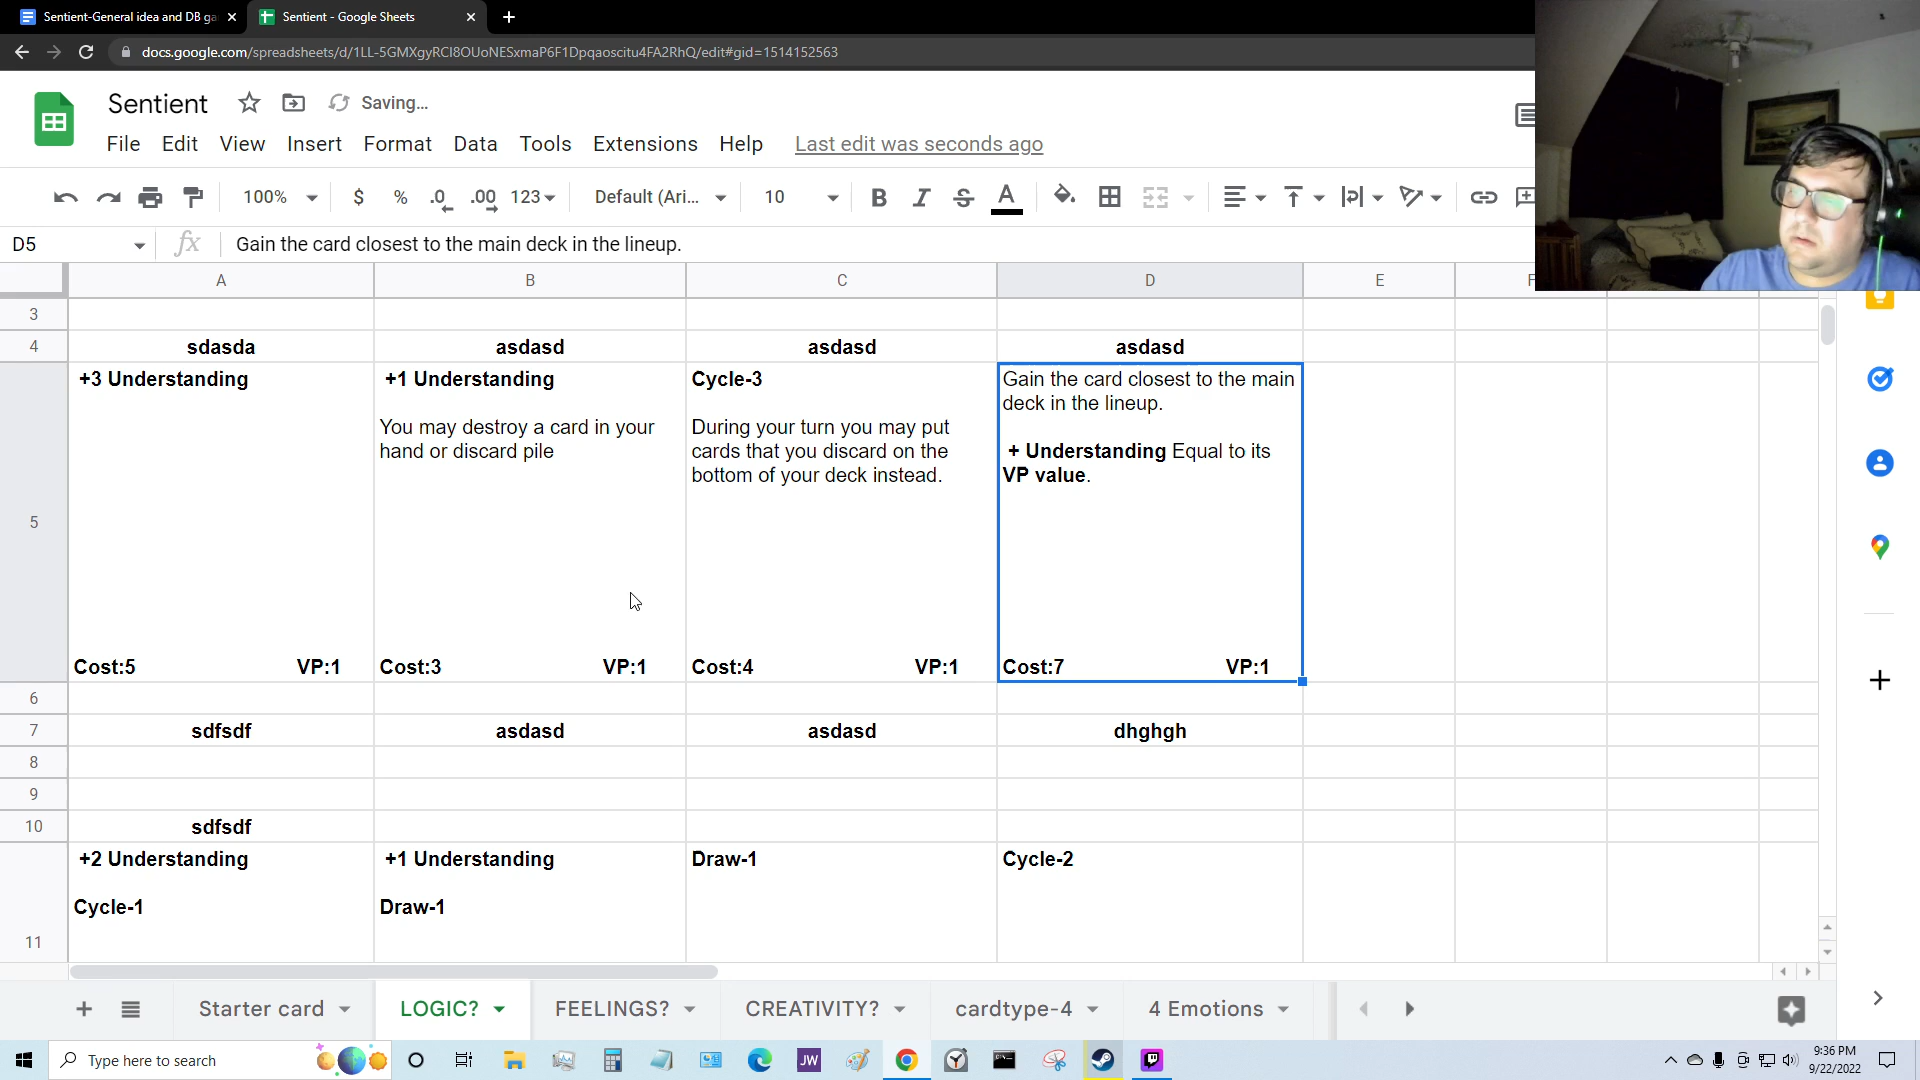 Sentient-General idea and DB ga
Sentient - Google Sheets
docs.google.com/spreadsheets/d/1LL-5GMXgyRCI8OUoNESxmaP6F1Dpqaoscitu4FA2RhQ/edit#gid=1514152563
Sentient
Saving...
File Edit View Insert Format Data Tools Extensions Help Last edit was seconds ago
100% $ % .0 .00 123 Default (Ari... 10 B I S A
D5 fx Gain the card closest to the main deck in the lineup.
A B C D E F
3
4 sdasda asdasd asdasd asdasd
5
+3 Understanding
Cost:5 VP:1
+1 Understanding
You may destroy a card in your
hand or discard pile
Cost:3 VP:1
Cycle-3
During your turn you may put
cards that you discard on the
bottom of your deck instead.
Cost:4 VP:1
Gain the card closest to the main
deck in the lineup.
+ Understanding Equal to its
VP value.
Cost:7 VP:1
6
7 sdfsdf asdasd asdasd dhghgh
8
9
10 sdfsdf
+2 Understanding +1 Understanding Draw-1 Cycle-2
Cycle-1 Draw-1
11
Starter card LOGIC? FEELINGS? CREATIVITY? cardtype-4 4 Emotions
Type here to search
JW
9:36 PM
9/22/2022